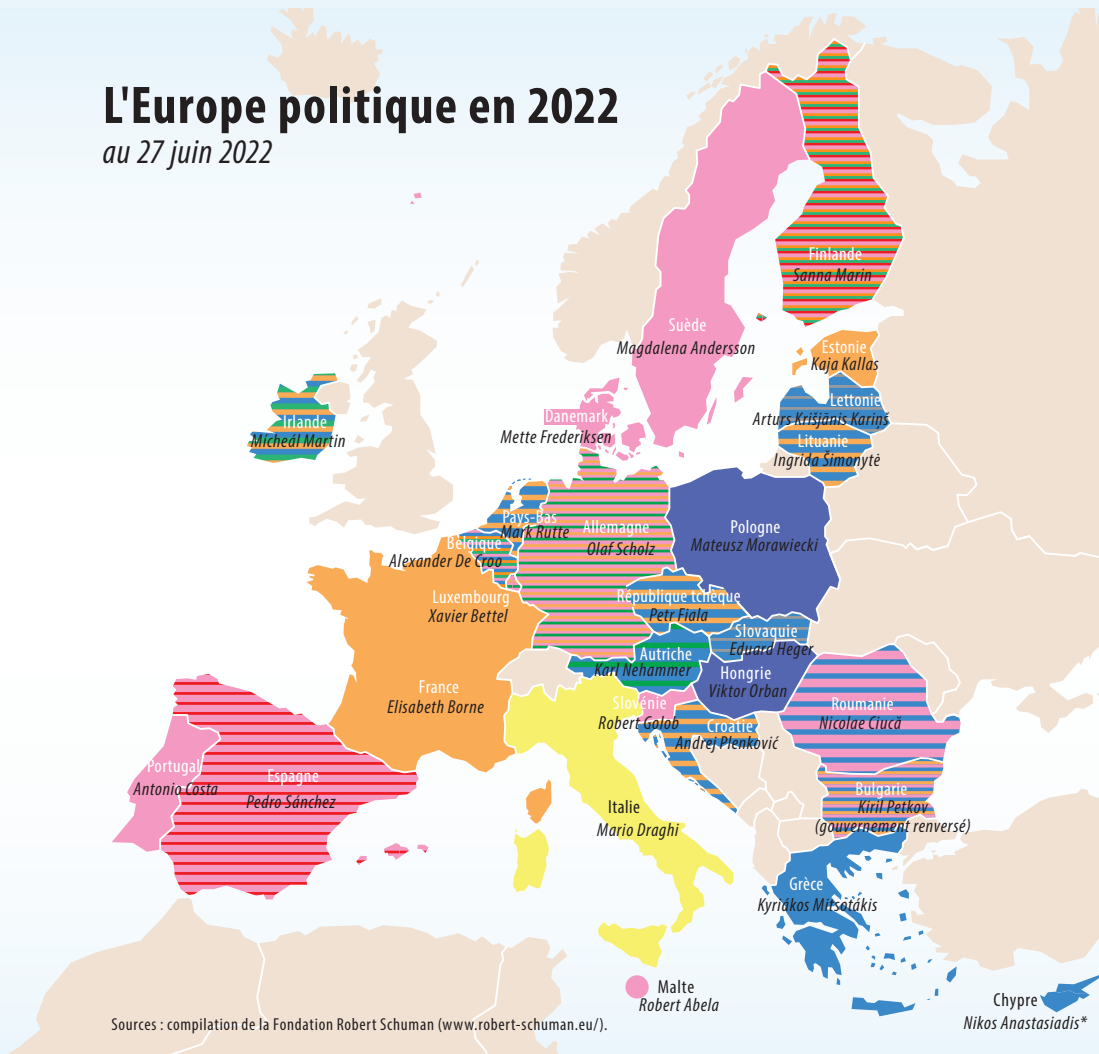 L'Europe politique en 2022
au 27 juin 2022
Finlande
Sanna Marin
Suède
Magdalena Andersson
Estonie
Kaja Kallas
Lettonie
Arturs Krišjānis Kariņš
Danemark
Mette Frederiksen
Irlande
Micheál Martin
Lituanie
Ingrida Šimonytė
Pays-Bas
Mark Rutte
Allemagne
Olaf Scholz
Pologne
Mateusz Morawiecki
Bélgique
Alexander De Croo
Luxembourg
Xavier Bettel
République tchèque
Petr Fiala
Slovaquie
Eduard Heger
Autriche
Karl Nehammer
Hongrie
Viktor Orban
France
Elisabeth Borne
Slovénie
Robert Golob
Roumanie
Nicolae Ciucă
Croatie
Andrej Plenković
Portugal
Antonio Costa
Espagne
Pedro Sánchez
Bulgarie
Kiril Petkov
(gouvernement renversé)
Italie
Mario Draghi
Grèce
Kyriákos Mitsotákis
Malte
Robert Abela
Chypre
Nikos Anastasiadis*
Sources : compilation de la Fondation Robert Schuman (www.robert-schuman.eu/).